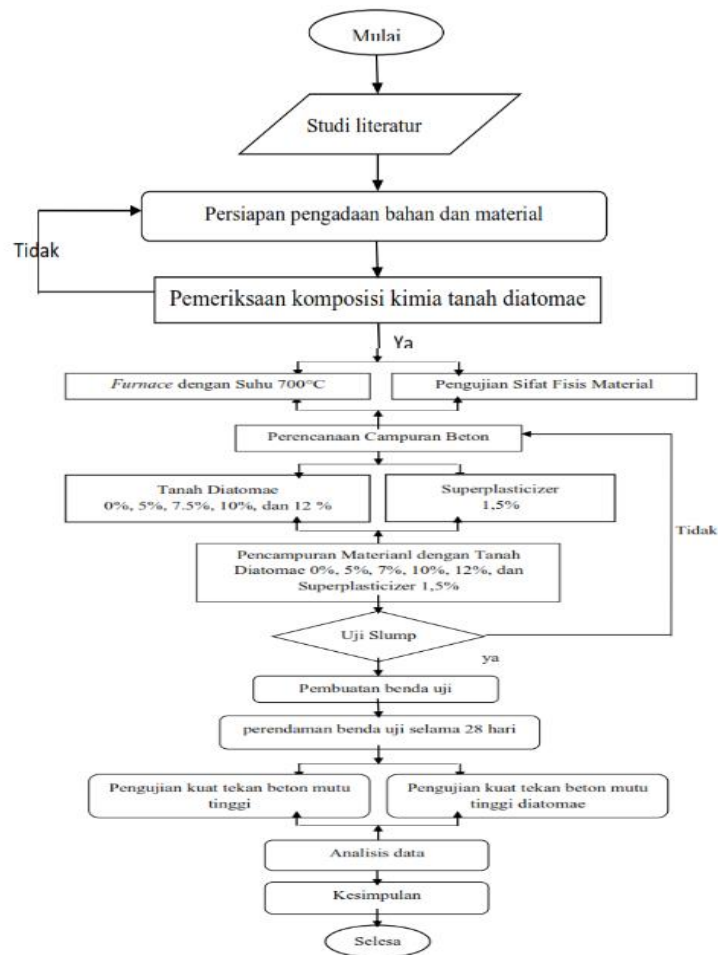 Mulai
Studi literatur
Persiapan pengadaan bahan dan material
Tidak
Pemeriksaan komposisi kimia tanah diatomae
Ya
Furnace dengan Suhu 700°C
Pengujian Sifat Fisis Material
Perencanaan Campuran Beton
Tanah Diatomae
0%, 5%, 7.5%, 10%, dan 12 %
Superplasticizer
1,5%
Tidak
Pencampuran Materianl dengan Tanah
Diatomae 0%, 5%, 7%, 10%, 12%, dan
Superplasticizer 1,5%
Uji Slump
ya
Pembuatan benda uji
perendaman benda uji selama 28 hari
Pengujian kuat tekan beton mutu
tinggi
Pengujian kuat tekan beton mutu
tinggi diatomae
Analisis data
Kesimpulan
Selesa